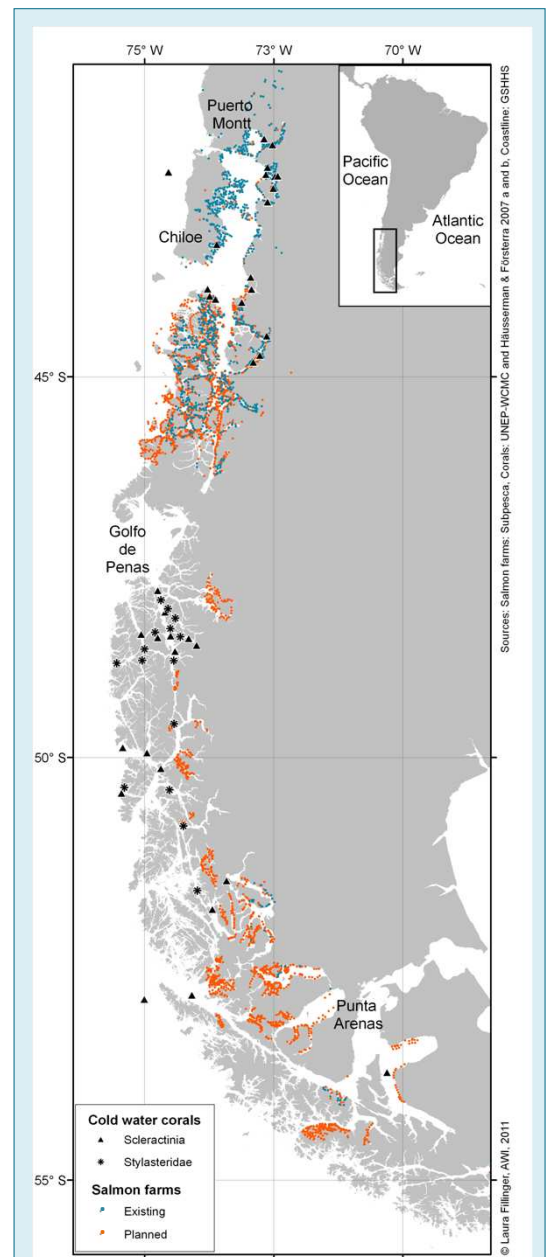 75° W
73° W
70° W
Puerto
Montt
Pacific
Ocean
Atlantic
Ocean
Chiloe
45° S
Golfo
de
Penas
50° S
Punta
Arenas
55° S
Cold water corals
Scleractinia
Stylasteridae
Salmon farms
Existing
Planned
Sources: Salmon farms: Subpesca, Corals: UNEP-WCMC and Häusserman & Försterra 2007 a and b, Coastline: GSHHS
© Laura Fillinger, AWI, 2011